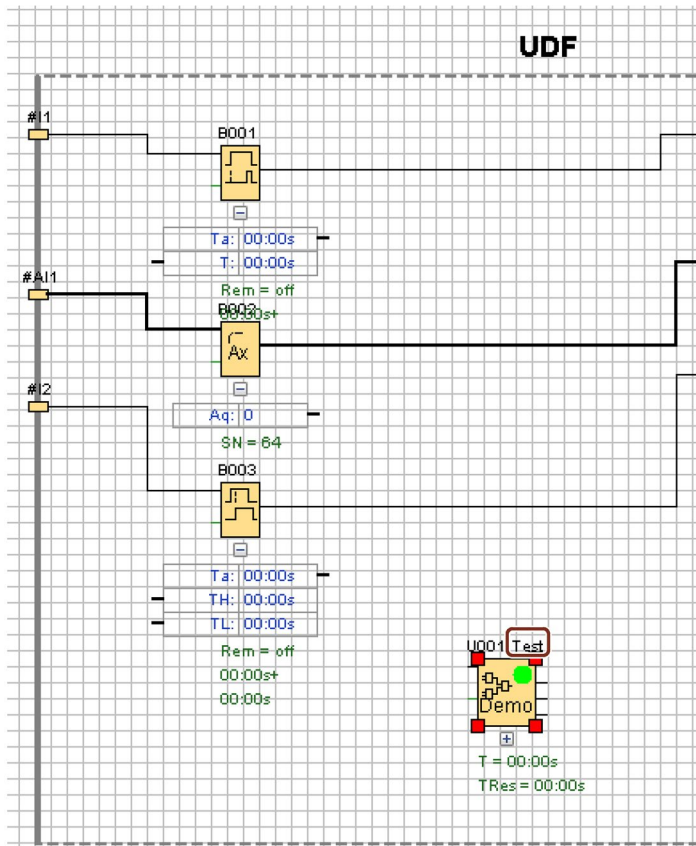 UDF
#I1
B001
Ta: 00:00s
T: 00:00s
Rem = off
00:00s+
#AI1
B002
Ax
Aq: 0
SN = 64
#I2
B003
Ta: 00:00s
TH: 00:00s
TL: 00:00s
Rem = off
00:00s+
00:00s
U001 Test
Demo
T = 00:00s
TRes = 00:00s